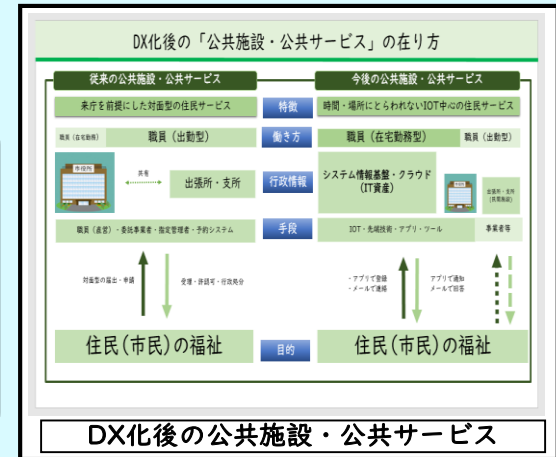 DX化後の「公共施設・公共サービス」の在り方
従来の公共施設・公共サービス
今後の公共施設・公共サービス
来庁を前提にした対面型の住民サービス
特徴
時間・場所にとらわれないIOT中心の住民サービス
職員(在宅勤務)
職員(出勤型)
働き方
職員(在宅勤務型)
職員(出勤型)
市役所
共有
出張所・支所
行政情報
システム情報基盤・クラウド
(IT資産)
市役所
出張所・支所
(民間施設)
職員(直営)・委託事業者・指定管理者・予約システム
手段
IOT・先端技術・アプリ・ツール
事業者等
対面型の届出・申請
受理・許認可・行政処分
・アプリで登録
・メールで連絡
アプリで通知
メールで回答
住民(市民)の福祉
目的
住民(市民)の福祉
DX化後の公共施設・公共サービス